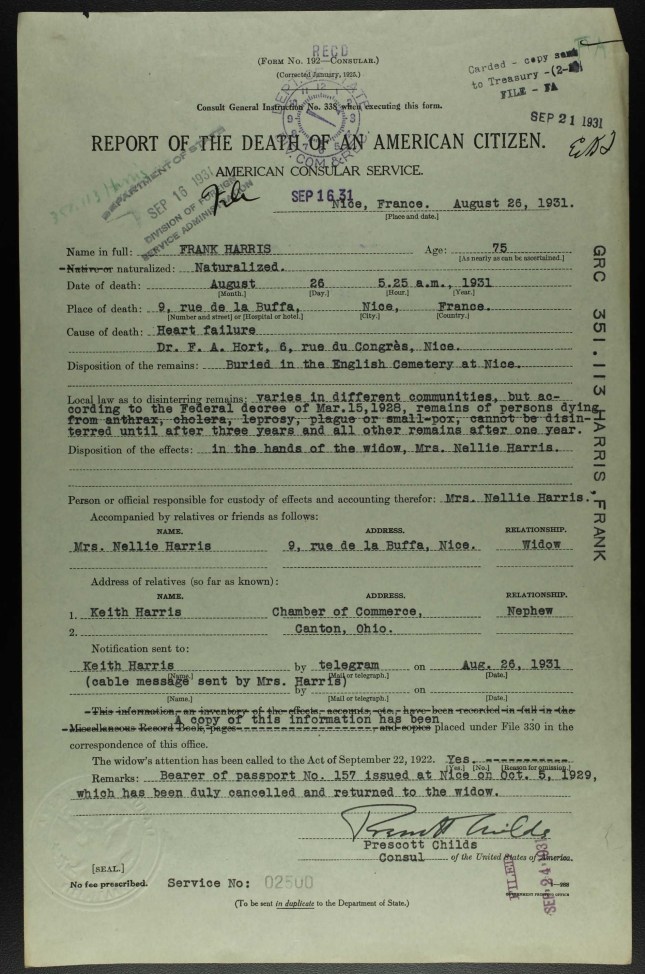 REC'D
(FORM NO. 192—CONSULAR.)
(Corrected January, 1915.)
Carded - copy sent
to Treasury -(2-
FILE - FA
Consult General Instruction No. 338 when executing this form.
SEP 21 1931
REPORT OF THE DEATH OF AN AMERICAN CITIZEN.
AMERICAN CONSULAR SERVICE.
DEPARTMENT OF STATE
SEP 16 1931
DIVISION OF FOREIGN
SERVICE ADMINISTRATION
File
SEP 16 31
Nice, France. August 26, 1931.
[Place and date.]
Name in full: FRANK HARRIS Age: 75
[As nearly as can be ascertained.]
Native or naturalized: Naturalized.
Date of death: August 26 5.25 a.m., 1931
[Month.] [Day.] [Hour.] [Year.]
Place of death: 9, rue de la Buffa, Nice, France.
[Number and street] or [Hospital or hotel.] [City.] [Country.]
Cause of death: Heart failure
Dr. F. A. Hort, 6, rue du Congrès, Nice.
Disposition of the remains: Buried in the English Cemetery at Nice.
Local law as to disinterring remains: varies in different communities, but ac-
cording to the Federal decree of Mar.15,1928, remains of persons dying
from anthrax, cholera, leprosy, plague or small-pox, cannot be disin-
terred until after three years and all other remains after one year.
Disposition of the effects: in the hands of the widow, Mrs. Nellie Harris.
Person or official responsible for custody of effects and accounting therefor: Mrs. Nellie Harris.
Accompanied by relatives or friends as follows:
NAME. ADDRESS. RELATIONSHIP.
Mrs. Nellie Harris 9, rue de la Buffa, Nice. Widow
Address of relatives (so far as known):
NAME. ADDRESS. RELATIONSHIP.
1. Keith Harris Chamber of Commerce, Nephew
2. Canton, Ohio.
Notification sent to:
Keith Harris by telegram on Aug. 26, 1931
[Name.] [Mail or telegraph.] [Date.]
(cable message sent by Mrs. Harris)
by on
[Name.] [Mail or telegraph.] [Date.]
This information, an inventory of the effects, accounts, etc., have been recorded in full in the
A copy of this information has been
Miscellaneous Record Book, pages and copies placed under File 330 in the
correspondence of this office.
The widow's attention has been called to the Act of September 22, 1922. Yes.
[Yes.] [No.] [Reason for omission.]
Remarks: Bearer of passport No. 157 issued at Nice on Oct. 5, 1929,
which has been duly cancelled and returned to the widow.
Prescott Childs
Prescott Childs
Consul of the United States of America.
[SEAL.]
No fee prescribed. Service No: 02500
FILED
SEP 24 1931
(To be sent in duplicate to the Department of State.)
GRC 351.113 HARRIS, FRANK